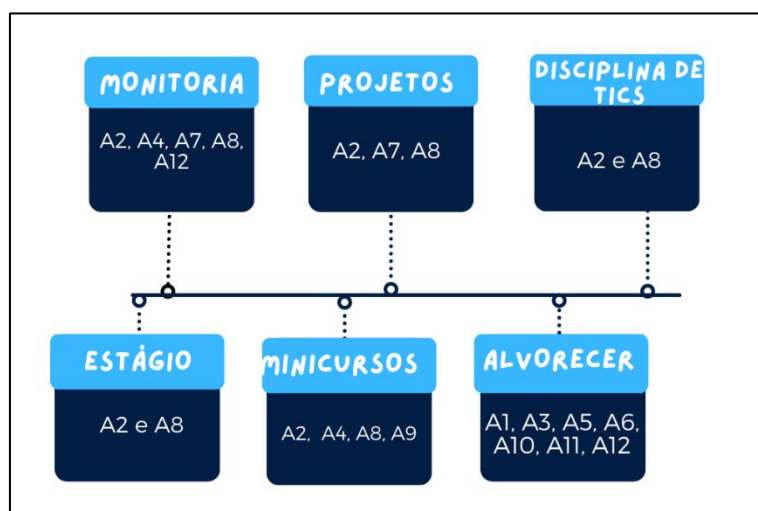 MONITORIA
A2, A4, A7, A8,
A12
PROJETOS
A2, A7, A8
DISCIPLINA DE
TICS
A2 e A8
ESTÁGIO
A2 e A8
MINICURSOS
A2, A4, A8, A9
ALVORECER
A1, A3, A5, A6,
A10, A11, A12